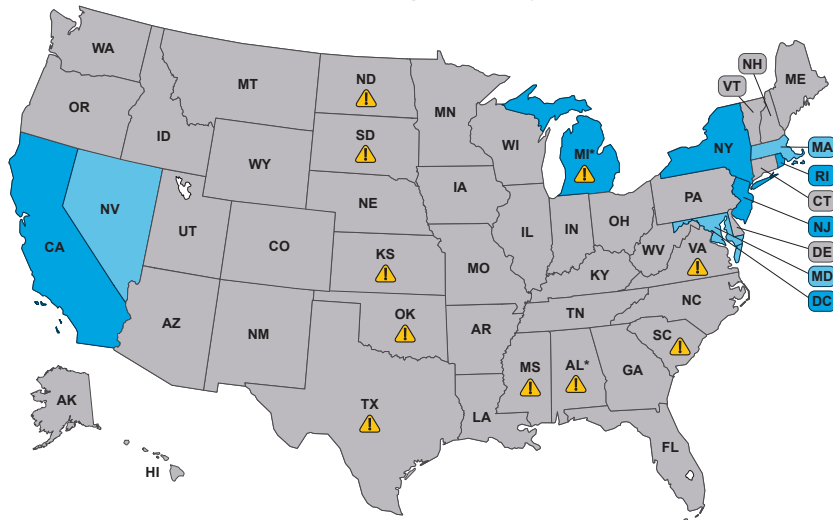 WA
MT
ND
MN
OR
ID
SD
WI
MI*
NY
VT
NH
ME
MA
RI
CT
NJ
DE
MD
DC
WY
IA
NE
NV
UT
CO
CA
IL
IN
OH
PA
WV
VA
KS
MO
KY
NC
TN
OK
AR
SC
AZ
NM
MS
AL*
GA
TX
LA
FL
AK
HI